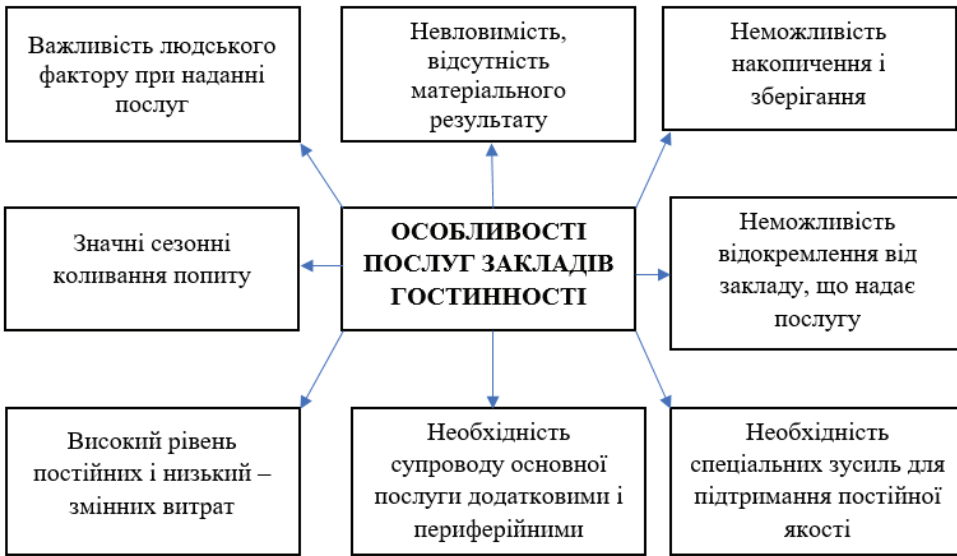 Важливість людського
фактору при наданні
послуг
Невловимість,
відсутність
матеріального
результату
Неможливість
накопичення і
зберігання
Значні сезонні
коливання попиту
ОСОБЛИВОСТІ
ПОСЛУГ ЗАКЛАДІВ
ГОСТИННОСТІ
Неможливість
відокремлення від
закладу, що надає
послугу
Високий рівень
постійних і низький –
змінних витрат
Необхідність
супроводу основної
послуги додатковими і
периферійними
Необхідність
спеціальних зусиль для
підтримання постійної
якості